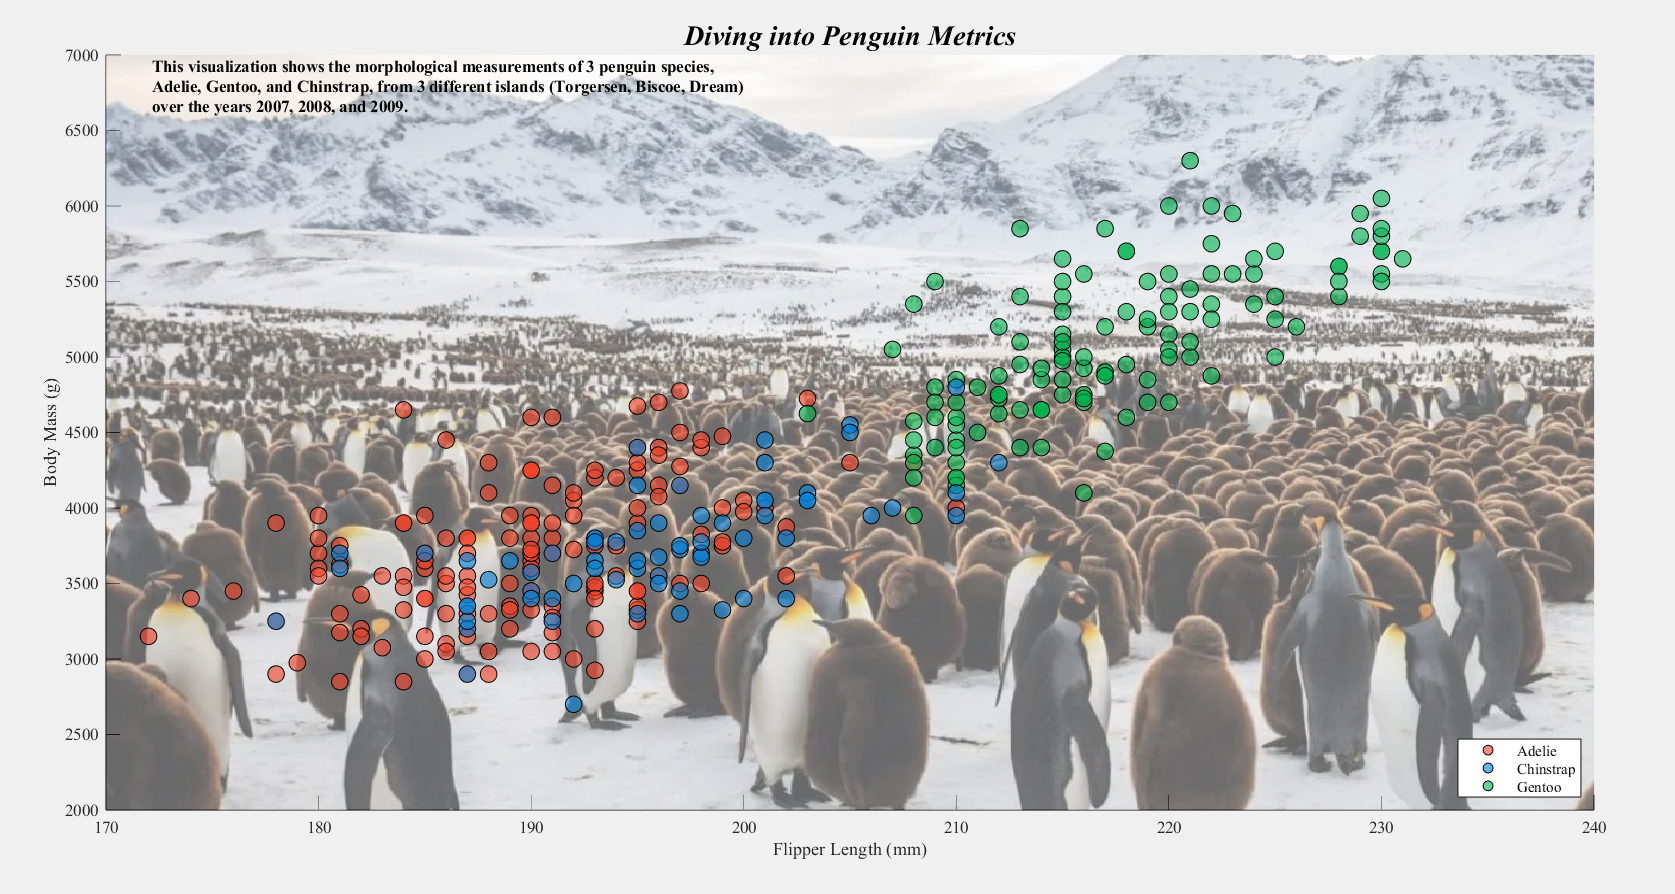 Diving into Penguin Metrics
This visualization shows the morphological measurements of 3 penguin species,
Adelie, Gentoo, and Chinstrap, from 3 different islands (Torgersen, Biscoe, Dream)
over the years 2007, 2008, and 2009.
7000
6500
6000
5500
5000
4500
4000
3500
3000
2500
2000
Body Mass (g)
170 180 190 200 210 220 230 240
Flipper Length (mm)
Adelie
Chinstrap
Gentoo